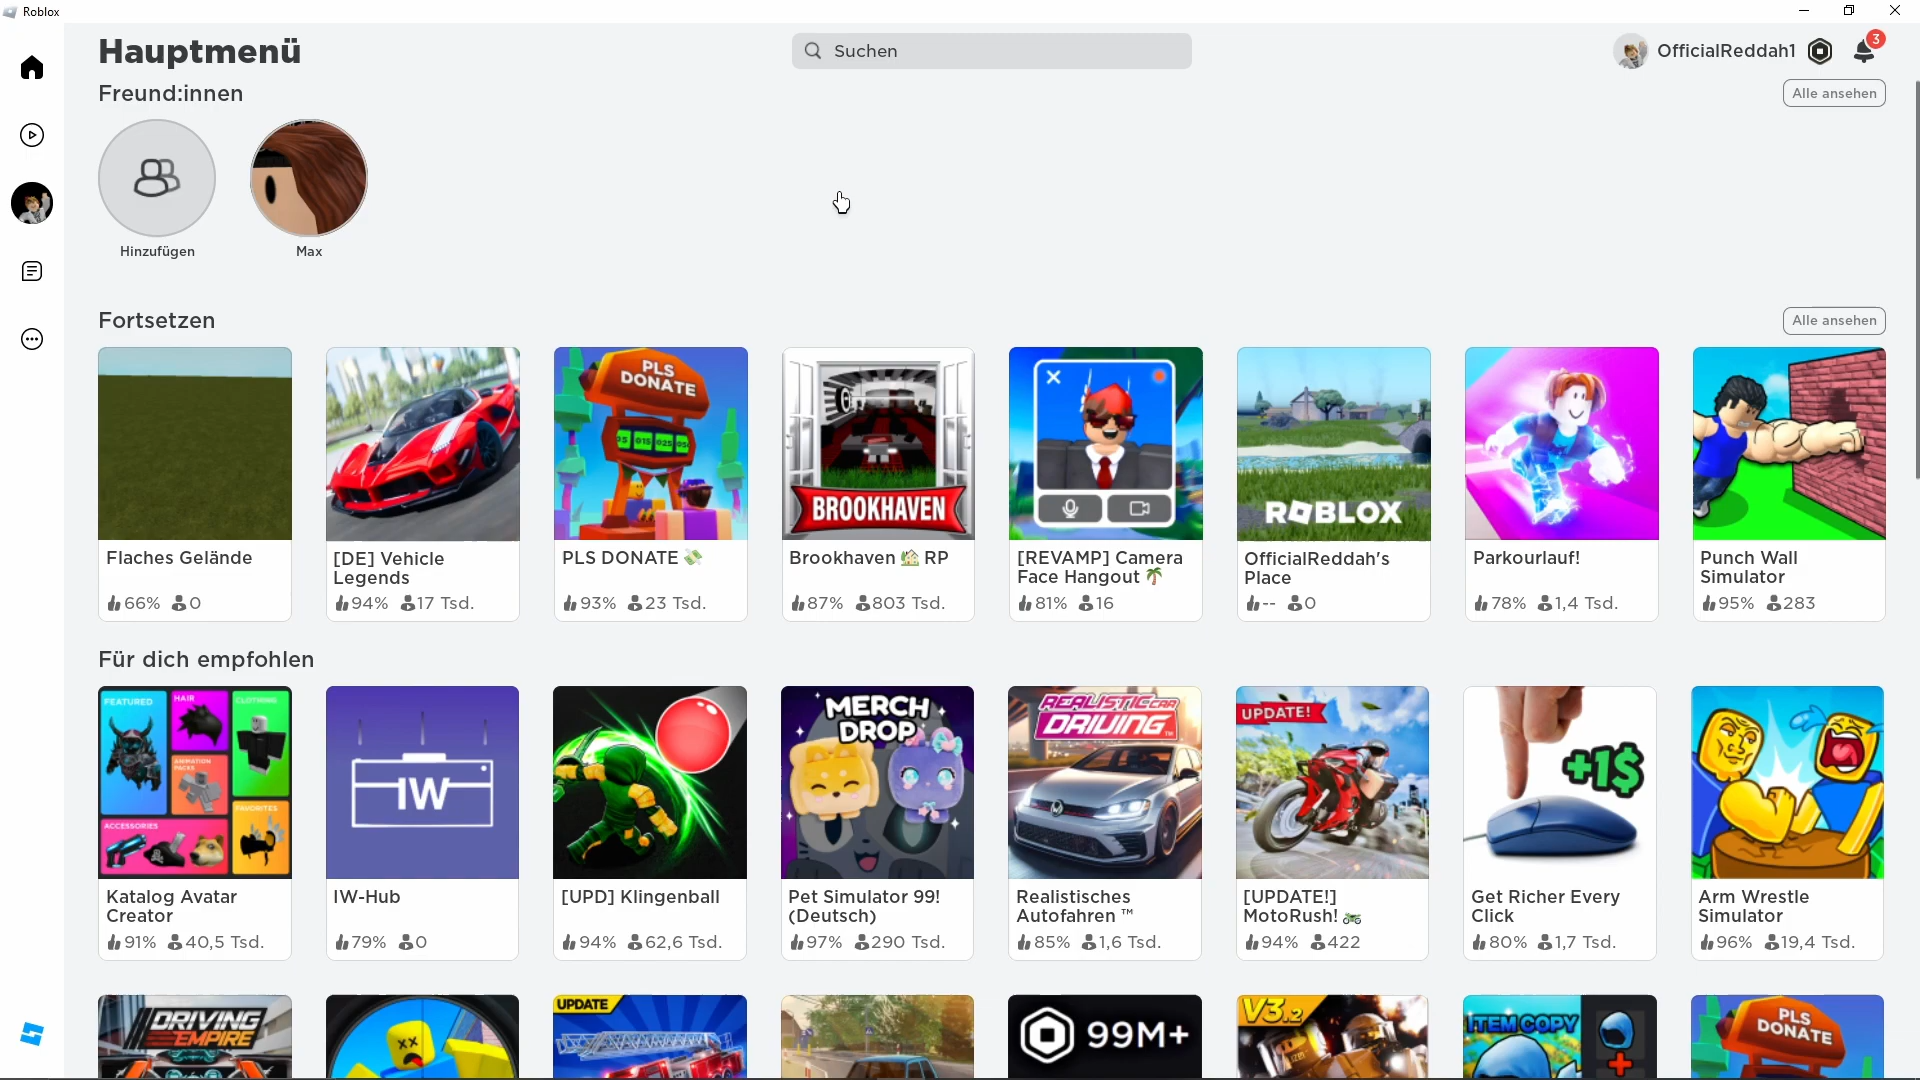 Roblox
Hauptmenü
Suchen
OfficialReddah1
3
Freund:innen
Alle ansehen
Hinzufügen
Max
Fortsetzen
Alle ansehen
PLS
DONATE
BROOKHAVEN
ROBLOX
Flaches Gelände
66% 0
[DE] Vehicle
Legends
94% 17 Tsd.
PLS DONATE 💸
93% 23 Tsd.
Brookhaven 🏡 RP
87% 803 Tsd.
[REVAMP] Camera
Face Hangout 🌴
81% 16
OfficialReddah's
Place
-- 0
Parkourlauf!
78% 1,4 Tsd.
Punch Wall
Simulator
95% 283
Für dich empfohlen
FEATURED
HAIR
CLOTHING
ANIMATION
PACKS
FAVORITES
ACCESSORIES
IW
MERCH
DROP
REALISTIC CAR
DRIVING™
UPDATE!
+1$
Katalog Avatar
Creator
91% 40,5 Tsd.
IW-Hub
79% 0
[UPD] Klingenball
94% 62,6 Tsd.
Pet Simulator 99!
(Deutsch)
97% 290 Tsd.
Realistisches
Autofahren ™
85% 1,6 Tsd.
[UPDATE!]
MotoRush! 🏍️
94% 422
Get Richer Every
Click
80% 1,7 Tsd.
Arm Wrestle
Simulator
96% 19,4 Tsd.
DRIVING
EMPIRE
UPDATE
99M+
V3.2
ITEM COPY
PLS
DONATE